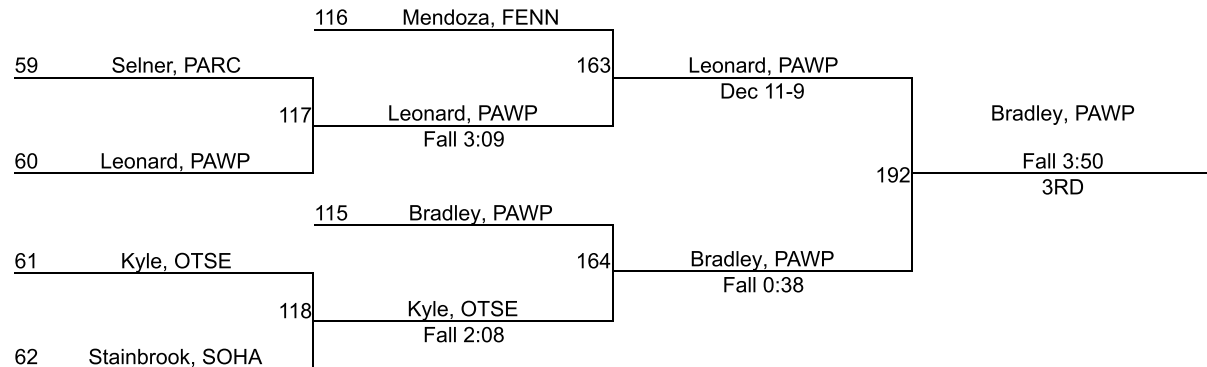 116 Mendoza, FENN
59 Selner, PARC
163 Leonard, PAWP
Dec 11-9
117 Leonard, PAWP
Fall 3:09
Bradley, PAWP
60 Leonard, PAWP
Fall 3:50
192
3RD
115 Bradley, PAWP
61 Kyle, OTSE
164 Bradley, PAWP
Fall 0:38
118 Kyle, OTSE
Fall 2:08
62 Stainbrook, SOHA